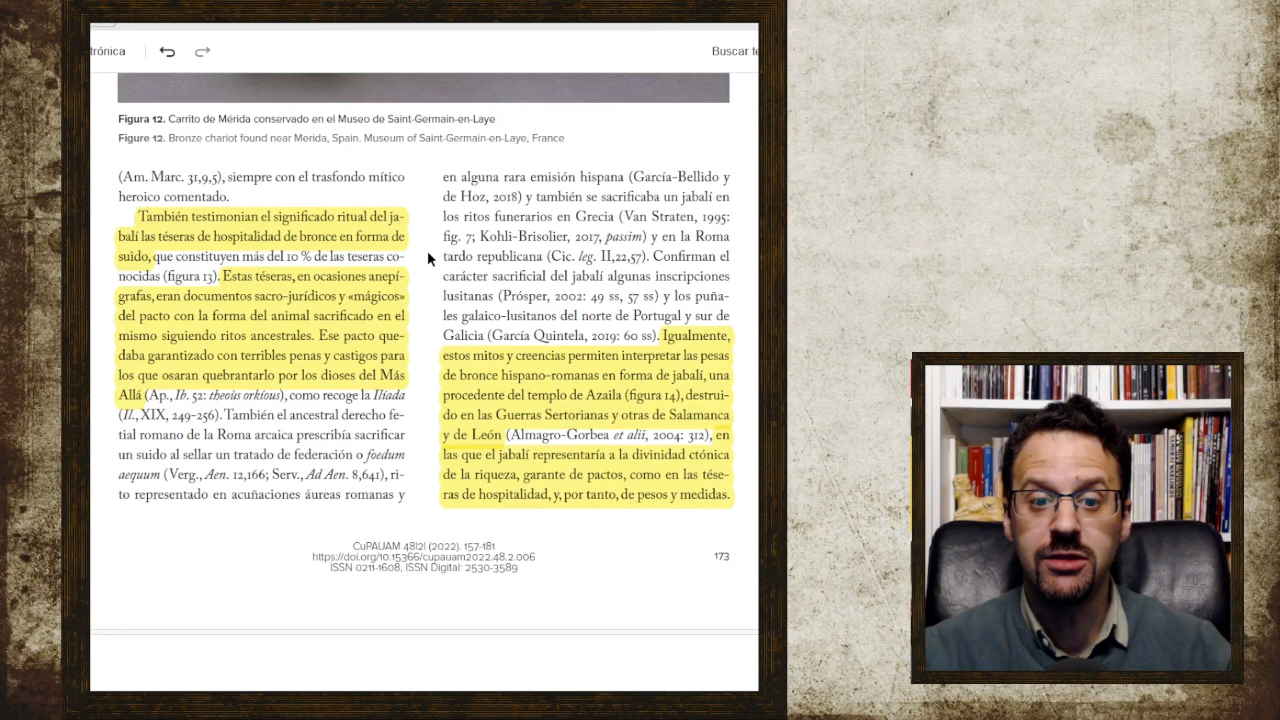 trónica
Buscar te
Figura 12. Carrito de Mérida conservado en el Museo de Saint-Germain-en-Laye
Figure 12. Bronze chariot found near Merida, Spain. Museum of Saint-Germain-en-Laye, France
(Am. Marc. 31,9,5), siempre con el trasfondo mítico
heroico comentado.
También testimonian el significado ritual del ja-
balí las téseras de hospitalidad de bronce en forma de
suido, que constituyen más del 10 % de las teseras co-
nocidas (figura 13). Estas téseras, en ocasiones anepí-
grafas, eran documentos sacro-jurídicos y «mágicos»
del pacto con la forma del animal sacrificado en el
mismo siguiendo ritos ancestrales. Ese pacto que-
daba garantizado con terribles penas y castigos para
los que osaran quebrantarlo por los dioses del Más
Allá (Ap., Ib. 52: theoùs orkíous), como recoge la Ilíada
(Il., XIX, 249-256). También el ancestral derecho fe-
tial romano de la Roma arcaica prescribía sacrificar
un suido al sellar un tratado de federación o foedum
aequum (Verg., Aen. 12,166; Serv., Ad Aen. 8,641), ri-
to representado en acuñaciones áureas romanas y
en alguna rara emisión hispana (García-Bellido y
de Hoz, 2018) y también se sacrificaba un jabalí en
los ritos funerarios en Grecia (Van Straten, 1995:
fig. 7; Kohli-Brisolier, 2017, passim) y en la Roma
tardo republicana (Cic. leg. II,22,57). Confirman el
carácter sacrificial del jabalí algunas inscripciones
lusitanas (Prósper, 2002: 49 ss, 57 ss) y los puña-
les galaico-lusitanos del norte de Portugal y sur de
Galicia (García Quintela, 2019: 60 ss). Igualmente,
estos mitos y creencias permiten interpretar las pesas
de bronce hispano-romanas en forma de jabalí, una
procedente del templo de Azaila (figura 14), destrui-
do en las Guerras Sertorianas y otras de Salamanca
y de León (Almagro-Gorbea et alii, 2004: 312), en
las que el jabalí representaría a la divinidad ctónica
de la riqueza, garante de pactos, como en las tése-
ras de hospitalidad, y, por tanto, de pesos y medidas.
CuPAUAM 48|2| (2022). 157-181
https://doi.org/10.15366/cupauam2022.48.2.006
ISSN 0211-1608, ISSN Digital: 2530-3589
173